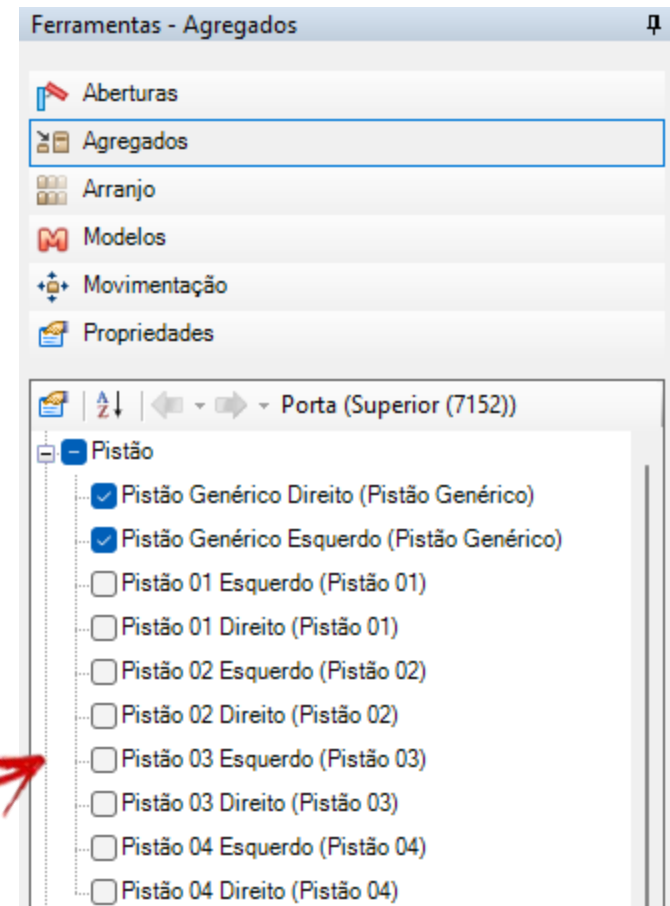 Ferramentas - Agregados
Aberturas
Agregados
Arranjo
Modelos
Movimentação
Propriedades
Porta (Superior (7152))
Pistão
Pistão Genérico Direito (Pistão Genérico)
Pistão Genérico Esquerdo (Pistão Genérico)
Pistão 01 Esquerdo (Pistão 01)
Pistão 01 Direito (Pistão 01)
Pistão 02 Esquerdo (Pistão 02)
Pistão 02 Direito (Pistão 02)
Pistão 03 Esquerdo (Pistão 03)
Pistão 03 Direito (Pistão 03)
Pistão 04 Esquerdo (Pistão 04)
Pistão 04 Direito (Pistão 04)